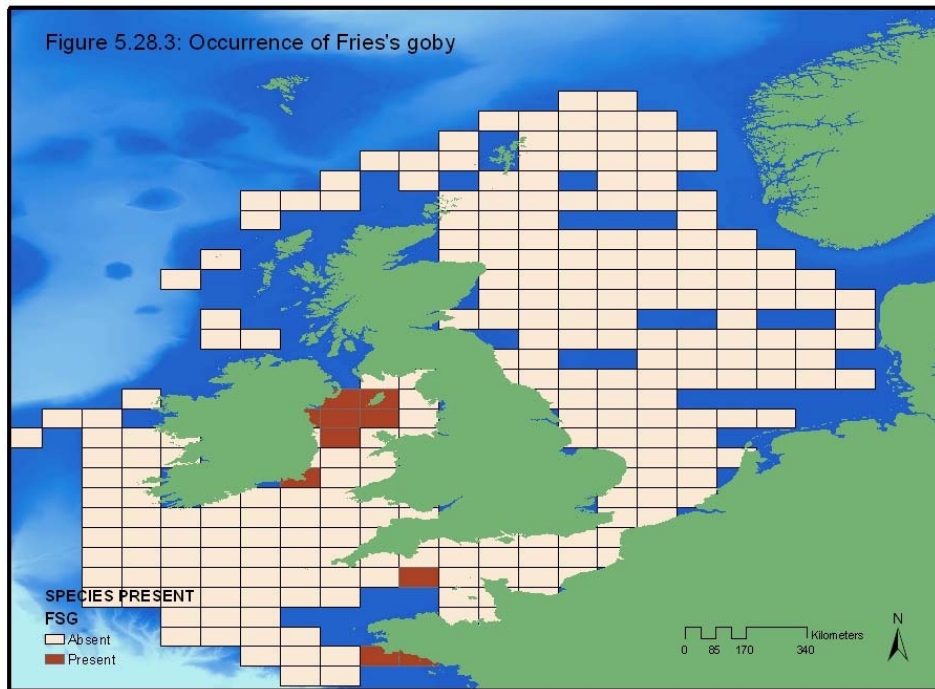 Figure 5.28.3: Occurrence of Fries's goby
SPECIES PRESENT
FSG
Absent
Present
N
Kilometers
0 85 170 340